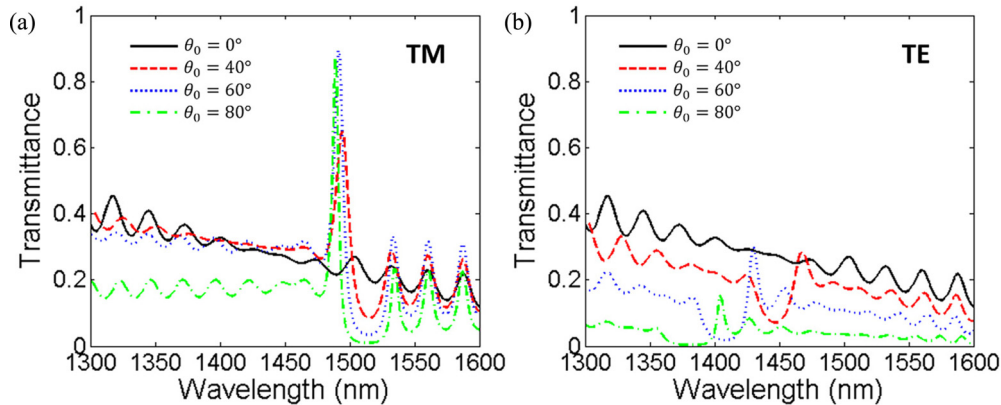 (a)
TM
θ₀ = 0°
θ₀ = 40°
θ₀ = 60°
θ₀ = 80°
1
0.8
0.6
0.4
0.2
0
Transmittance
1300 1350 1400 1450 1500 1550 1600
Wavelength (nm)
(b)
TE
θ₀ = 0°
θ₀ = 40°
θ₀ = 60°
θ₀ = 80°
1
0.8
0.6
0.4
0.2
0
Transmittance
1300 1350 1400 1450 1500 1550 1600
Wavelength (nm)